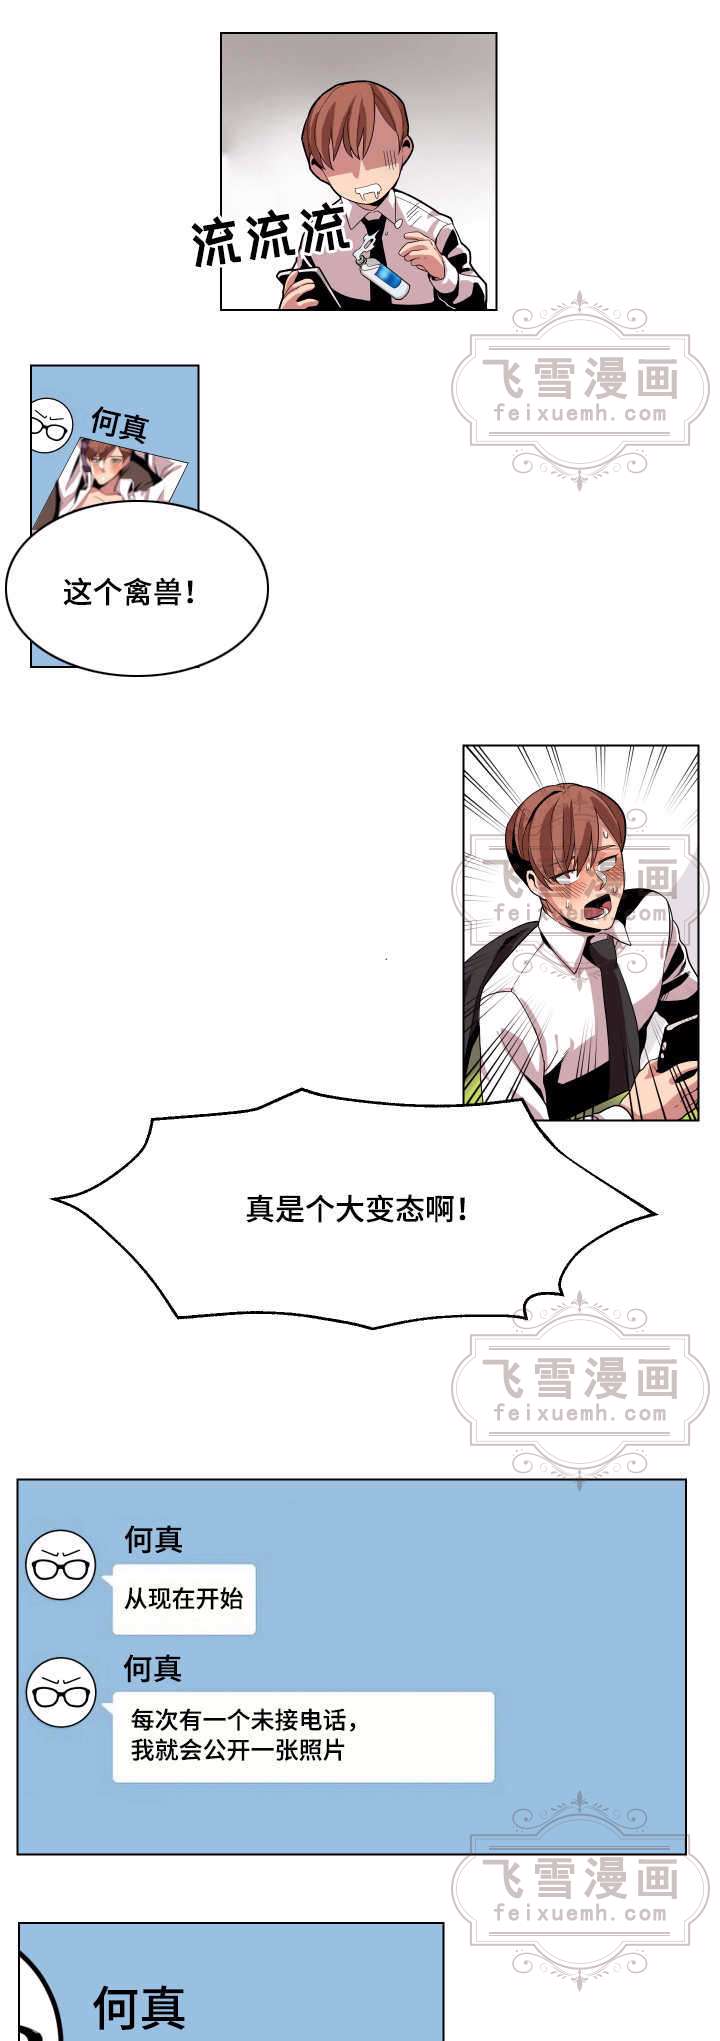 流流流
飞雪漫画
feixuemh.com
何真
这个禽兽！
飞雪漫画
feixuemh.com
真是个大变态啊！
飞雪漫画
feixuemh.com
何真
从现在开始
何真
每次有一个未接电话，
我就会公开一张照片
飞雪漫画
feixuemh.com
何真